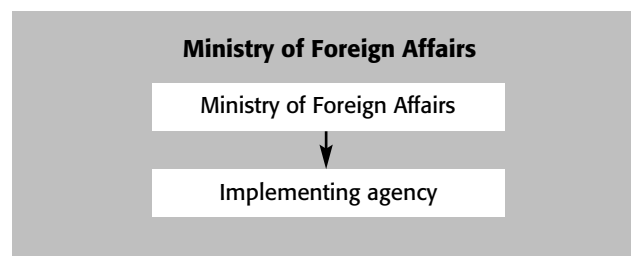 Ministry of Foreign Affairs
Ministry of Foreign Affairs
Implementing agency